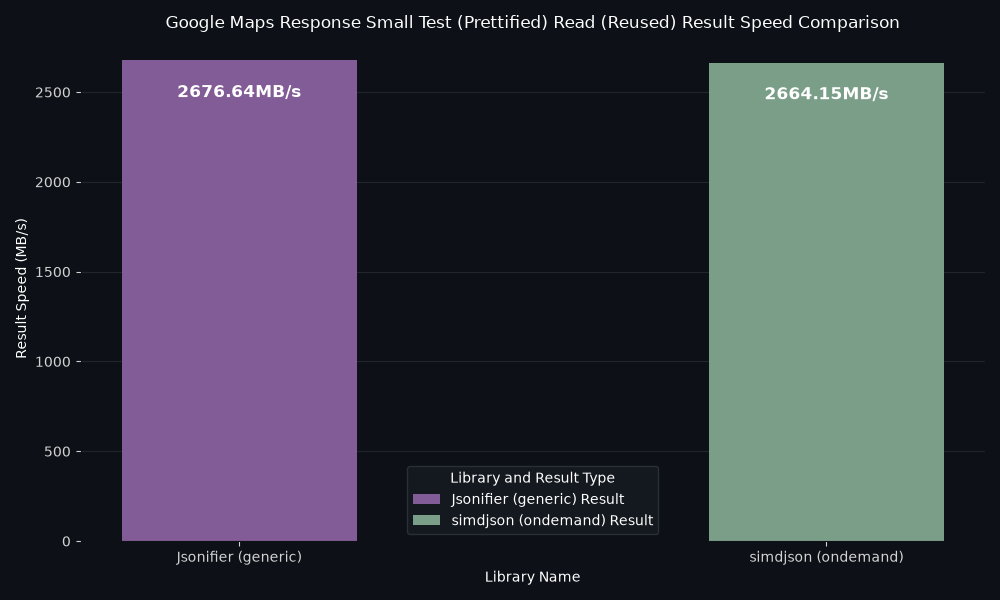 Google Maps Response Small Test (Prettified) Read (Reused) Result Speed Comparison
2676.64MB/s
2664.15MB/s
Result Speed (MB/s)
2500
2000
1500
1000
500
0
Library and Result Type
Jsonifier (generic) Result
simdjson (ondemand) Result
Jsonifier (generic)
simdjson (ondemand)
Library Name